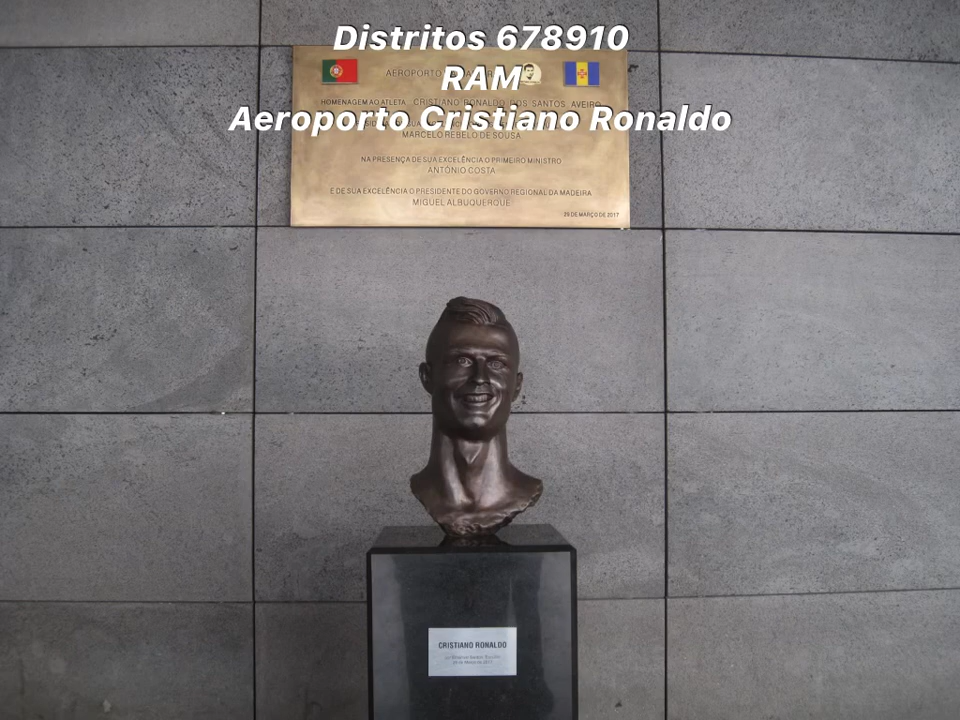 Distritos 678910
RAM
Aeroporto Cristiano Ronaldo
AEROPORTO
HOMENAGEM AO ATLETA CRISTIANO RONALDO DOS SANTOS AVEIRO
MARCELO REBELO DE SOUSA
NA PRESENÇA DE SUA EXCELÊNCIA O PRIMEIRO MINISTRO
ANTÓNIO COSTA
E DE SUA EXCELÊNCIA O PRESIDENTE DO GOVERNO REGIONAL DA MADEIRA
MIGUEL ALBUQUERQUE
29 DE MARÇO DE 2017
CRISTIANO RONALDO